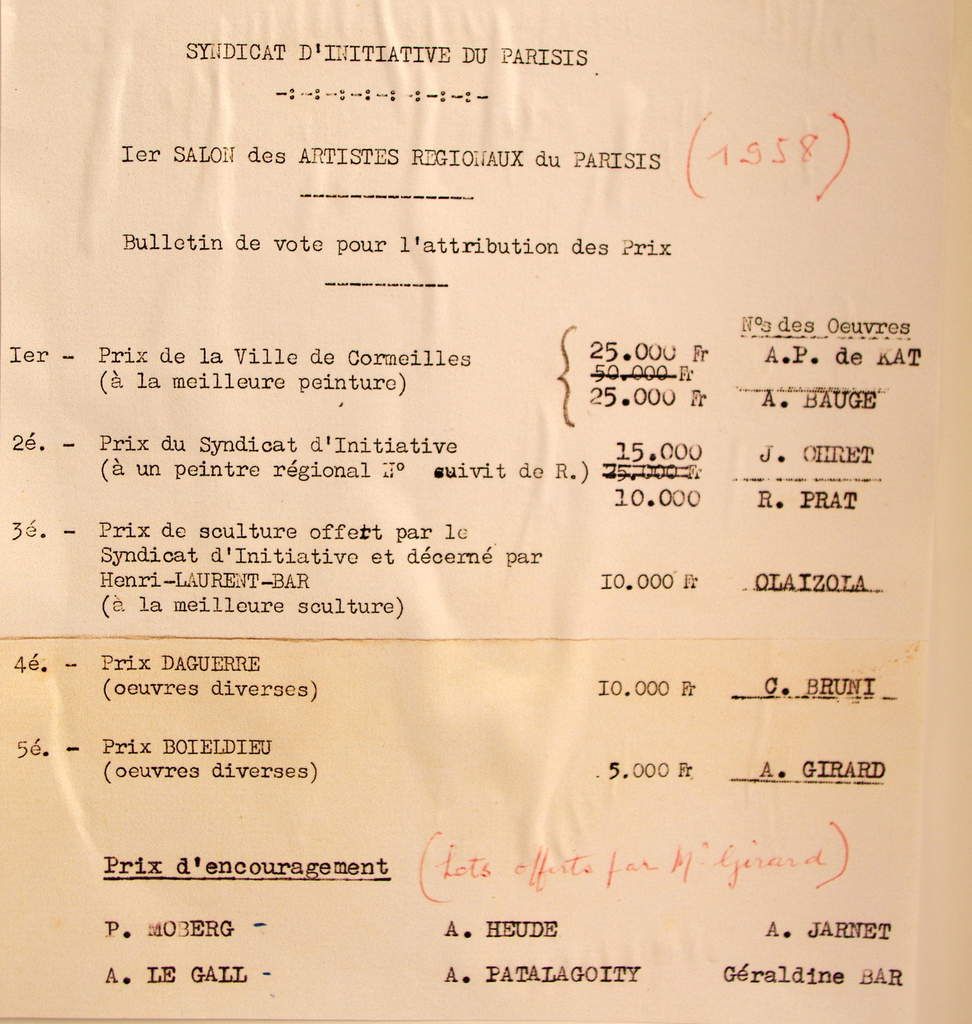 SYNDICAT D'INITIATIVE DU PARISIS
-:-:-:-:-:-:-:-:-
Ier SALON des ARTISTES REGIONAUX du PARISIS (1958)
Bulletin de vote pour l'attribution des Prix
Nos des Oeuvres
Ier - Prix de la Ville de Cormeilles 25.000 Fr A.P. de KAT
(à la meilleure peinture) 50.000 Fr
25.000 Fr A. BAUGE
2é. - Prix du Syndicat d'Initiative 15.000 J. OHRET
(à un peintre régional N° suivit de R.) 25.000 Fr
10.000 R. PRAT
3é. - Prix de sculture offert par le
Syndicat d'Initiative et décerné par
Henri-LAURENT-BAR 10.000 Fr OLAIZOLA
(à la meilleure sculture)
4é. - Prix DAGUERRE
(oeuvres diverses) 10.000 Fr C. BRUNI
5é. - Prix BOIELDIEU
(oeuvres diverses) 5.000 Fr A. GIRARD
Prix d'encouragement (Lots offerts par Mr Girard)
P. MOBERG - A. HEUDE A. JARNET
A. LE GALL - A. PATALAGOITY Géraldine BAR